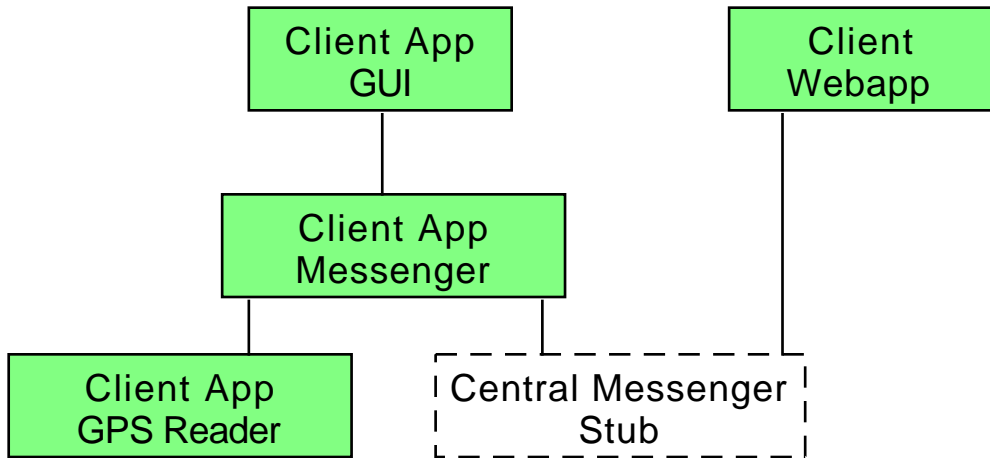 Client App
GUI
Client
Webapp
Client App
Messenger
Client App
GPS Reader
Central Messenger
Stub